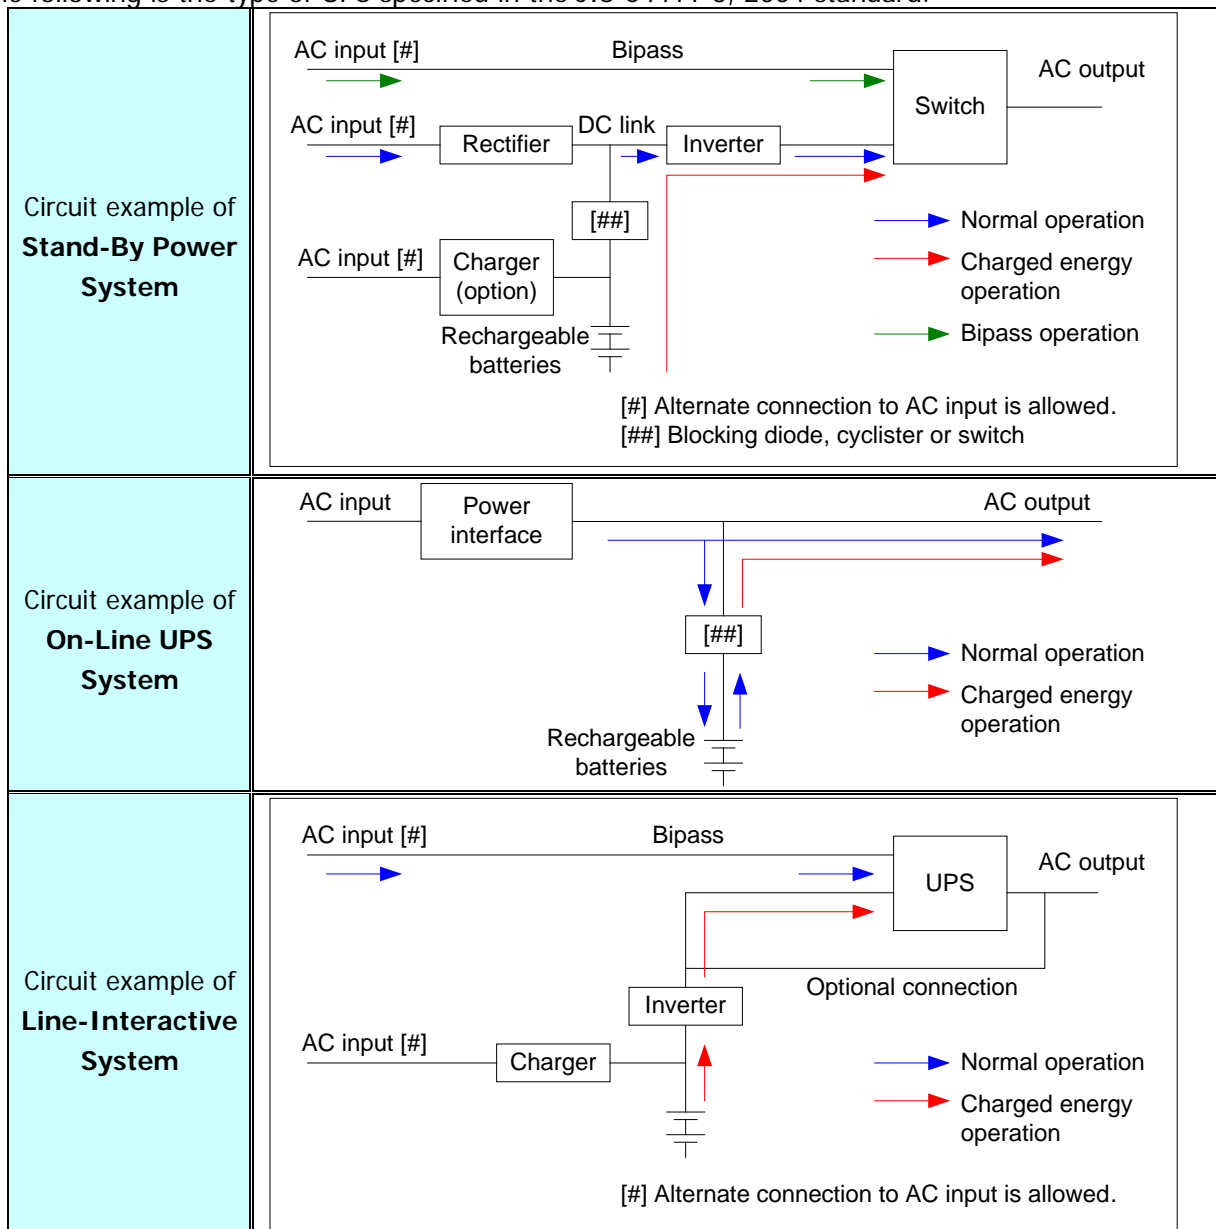 Circuit example of
Stand-By Power
System
AC input [#]
Bipass
AC output
Switch
AC input [#]
Rectifier
DC link
Inverter
[##]
AC input [#]
Charger
(option)
Rechargeable
batteries
Normal operation
Charged energy
operation
Bipass operation
[#] Alternate connection to AC input is allowed.
[##] Blocking diode, cyclister or switch
Circuit example of
On-Line UPS
System
AC input
Power
interface
AC output
[##]
Rechargeable
batteries
Normal operation
Charged energy
operation
Circuit example of
Line-Interactive
System
AC input [#]
Bipass
AC output
UPS
Optional connection
Inverter
AC input [#]
Charger
Normal operation
Charged energy
operation
[#] Alternate connection to AC input is allowed.